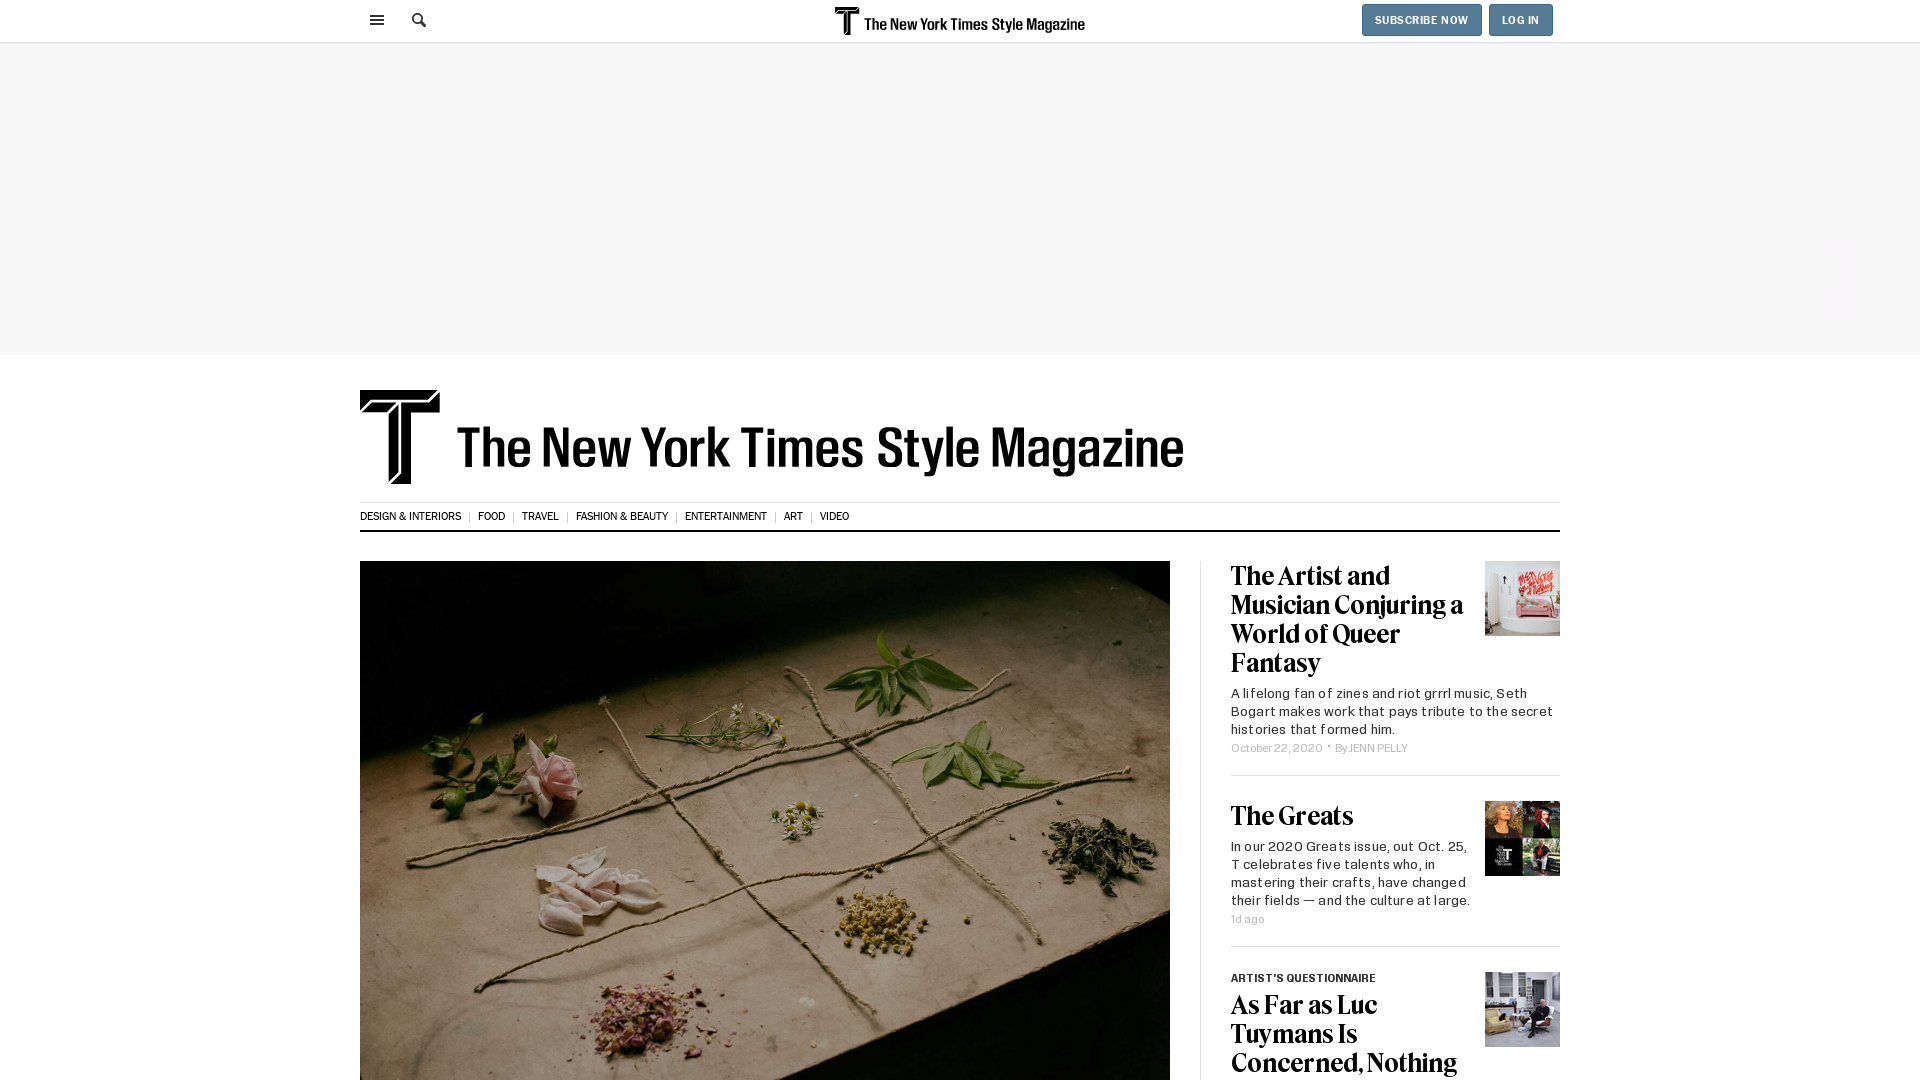 The New York Times Style Magazine
SUBSCRIBE NOW
LOG IN
The New York Times Style Magazine
DESIGN & INTERIORS
FOOD
TRAVEL
FASHION & BEAUTY
ENTERTAINMENT
ART
VIDEO
The Artist and
Musician Conjuring a
World of Queer
Fantasy
A lifelong fan of zines and riot grrrl music, Seth
Bogart makes work that pays tribute to the secret
histories that formed him.
October 22, 2020 · By JENN PELLY
The Greats
In our 2020 Greats issue, out Oct. 25,
T celebrates five talents who, in
mastering their crafts, have changed
their fields — and the culture at large.
1d ago
ARTIST'S QUESTIONNAIRE
As Far as Luc
Tuymans Is
Concerned, Nothing